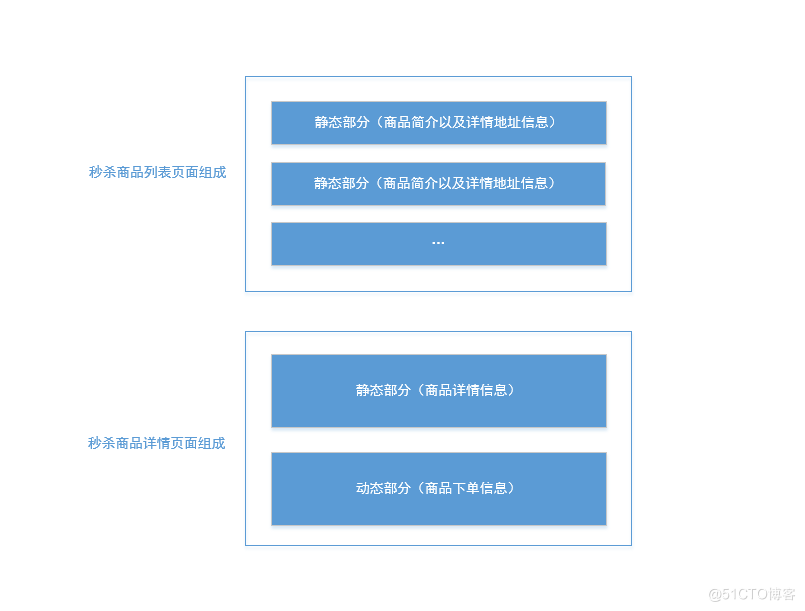 静态部分（商品简介以及详情地址信息）
秒杀商品列表页面组成
静态部分（商品简介以及详情地址信息）
...
静态部分（商品详情信息）
秒杀商品详情页面组成
动态部分（商品下单信息）
@51CTO博客